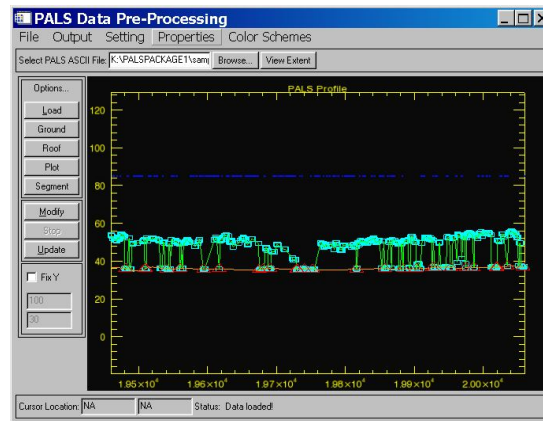 PALS Data Pre-Processing
File Output Setting Properties Color Schemes
Select PALS ASCII File: K:\PALSPACKAGE1\samp Browse... View Extent
Options...
Load
Ground
Roof
Plot
Segment
Modify
Stop
Update
Fix Y
100
30
PALS Profile
120
100
80
60
40
20
0
1.95×10⁴ 1.96×10⁴ 1.97×10⁴ 1.98×10⁴ 1.99×10⁴ 2.00×10⁴
Cursor Location: NA NA Status: Data loaded!